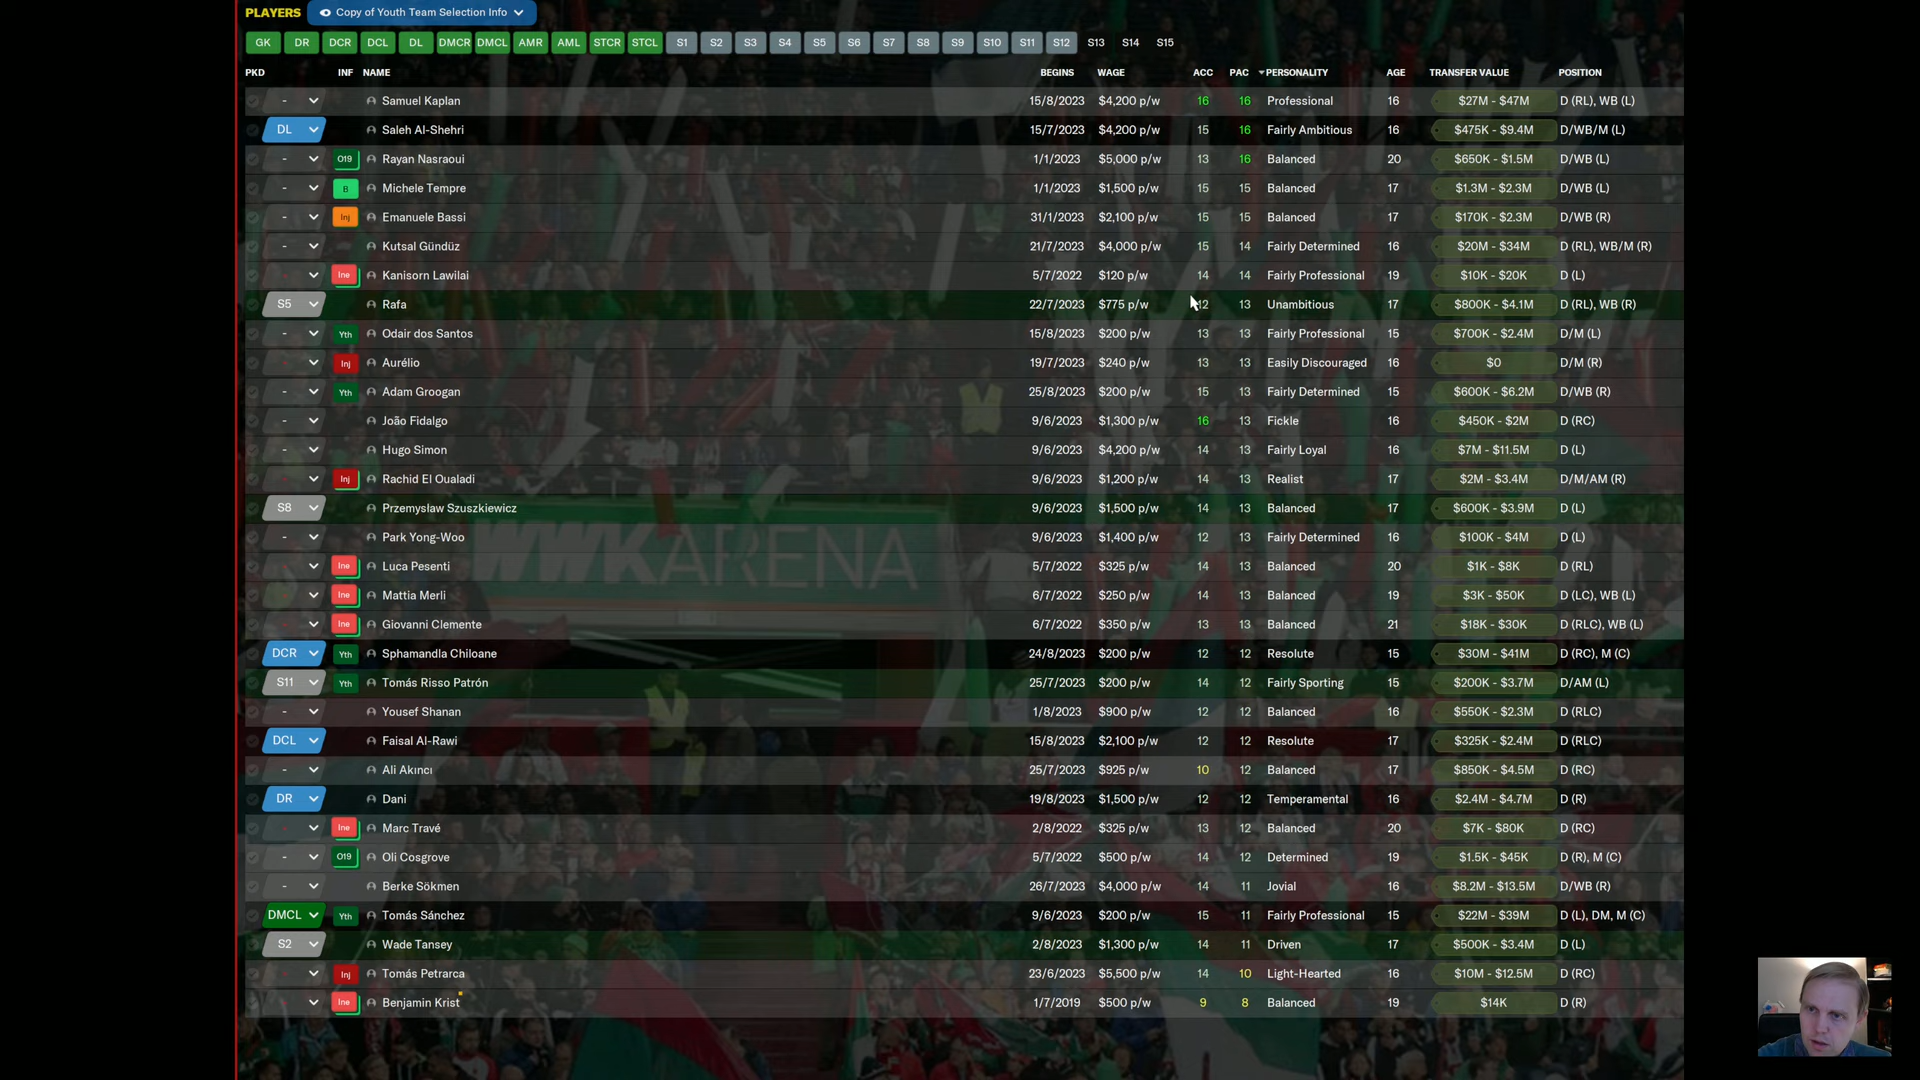 PLAYERS Copy of Youth Team Selection Info
GK DR DCR DCL DL DMCR DMCL AMR AML STCR STCL S1 S2 S3 S4 S5 S6 S7 S8 S9 S10 S11 S12 S13 S14 S15
PKD INF NAME BEGINS WAGE ACC PAC PERSONALITY AGE TRANSFER VALUE POSITION
- Samuel Kaplan 15/8/2023 $4,200 p/w 16 16 Professional 16 $27M - $47M D (RL), WB (L)
DL Saleh Al-Shehri 15/7/2023 $4,200 p/w 15 16 Fairly Ambitious 16 $475K - $9.4M D/WB/M (L)
- O19 Rayan Nasraoui 1/1/2023 $5,000 p/w 13 16 Balanced 20 $650K - $1.5M D/WB (L)
- B Michele Tempre 1/1/2023 $1,500 p/w 15 15 Balanced 17 $1.3M - $2.3M D/WB (L)
- Inj Emanuele Bassi 31/1/2023 $2,100 p/w 15 15 Balanced 17 $170K - $2.3M D/WB (R)
- Kutsal Gündüz 21/7/2023 $4,000 p/w 15 14 Fairly Determined 16 $20M - $34M D (RL), WB/M (R)
- Ine Kanisorn Lawilai 5/7/2022 $120 p/w 14 14 Fairly Professional 19 $10K - $20K D (L)
S5 Rafa 22/7/2023 $775 p/w 12 13 Unambitious 17 $800K - $4.1M D (RL), WB (R)
- Yth Odair dos Santos 15/8/2023 $200 p/w 13 13 Fairly Professional 15 $700K - $2.4M D/M (L)
- Inj Aurélio 19/7/2023 $240 p/w 13 13 Easily Discouraged 16 $0 D/M (R)
- Yth Adam Groogan 25/8/2023 $200 p/w 15 13 Fairly Determined 15 $600K - $6.2M D/WB (R)
- João Fidalgo 9/6/2023 $1,300 p/w 16 13 Fickle 16 $450K - $2M D (RC)
- Hugo Simon 9/6/2023 $4,200 p/w 14 13 Fairly Loyal 16 $7M - $11.5M D (L)
- Inj Rachid El Oualadi 9/6/2023 $1,200 p/w 14 13 Realist 17 $2M - $3.4M D/M/AM (R)
S8 Przemysław Szuszkiewicz 9/6/2023 $1,500 p/w 14 13 Balanced 17 $600K - $3.9M D (L)
- Park Yong-Woo 9/6/2023 $1,400 p/w 12 13 Fairly Determined 16 $100K - $4M D (L)
- Ine Luca Pesenti 5/7/2022 $325 p/w 14 13 Balanced 20 $1K - $8K D (RL)
- Ine Mattia Merli 6/7/2022 $250 p/w 14 13 Balanced 19 $3K - $50K D (LC), WB (L)
- Ine Giovanni Clemente 6/7/2022 $350 p/w 13 13 Balanced 21 $18K - $30K D (RLC), WB (L)
DCR Yth Sphamandla Chiloane 24/8/2023 $200 p/w 12 12 Resolute 15 $30M - $41M D (RC), M (C)
S11 Yth Tomás Risso Patrón 25/7/2023 $200 p/w 14 12 Fairly Sporting 15 $200K - $3.7M D/AM (L)
- Yousef Shanan 1/8/2023 $900 p/w 12 12 Balanced 16 $550K - $2.3M D (RLC)
DCL Faisal Al-Rawi 15/8/2023 $2,100 p/w 12 12 Resolute 17 $325K - $2.4M D (RLC)
- Ali Akıncı 25/7/2023 $925 p/w 10 12 Balanced 17 $850K - $4.5M D (RC)
DR Dani 19/8/2023 $1,500 p/w 12 12 Temperamental 16 $2.4M - $4.7M D (R)
- Ine Marc Travé 2/8/2022 $325 p/w 13 12 Balanced 20 $7K - $80K D (RC)
- O19 Oli Cosgrove 5/7/2022 $500 p/w 14 12 Determined 19 $1.5K - $45K D (R), M (C)
- Berke Sökmen 26/7/2023 $4,000 p/w 14 11 Jovial 16 $8.2M - $13.5M D/WB (R)
DMCL Yth Tomás Sánchez 9/6/2023 $200 p/w 15 11 Fairly Professional 15 $22M - $39M D (L), DM, M (C)
S2 Wade Tansey 2/8/2023 $1,300 p/w 14 11 Driven 17 $500K - $3.4M D (L)
- Inj Tomás Petrarca 23/6/2023 $5,500 p/w 14 10 Light-Hearted 16 $10M - $12.5M D (RC)
- Ine Benjamin Krist 1/7/2019 $500 p/w 9 8 Balanced 19 $14K D (R)
WWK ARENA